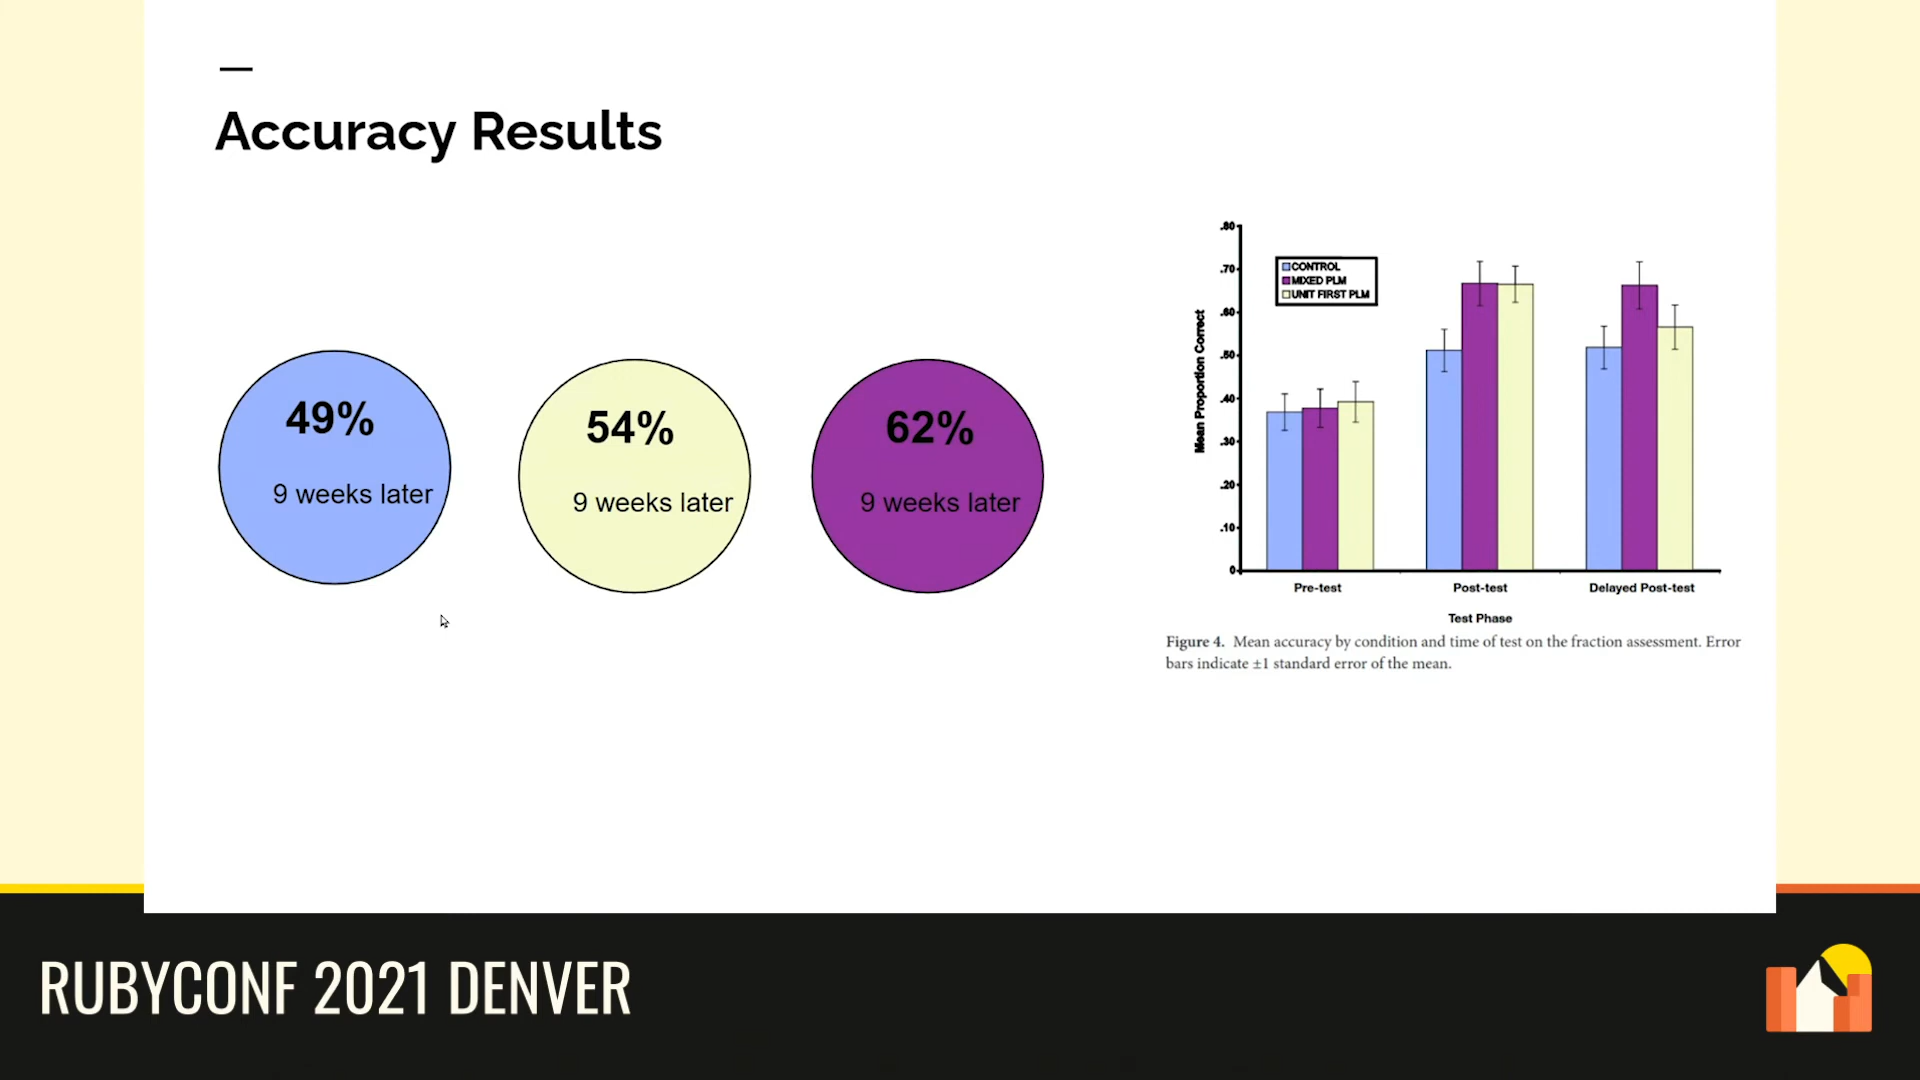 Accuracy Results
49%
9 weeks later
54%
9 weeks later
62%
9 weeks later
.80
.70
.60
.50
.40
.30
.20
.10
0
Mean Proportion Correct
CONTROL
MIXED PLM
UNIT FIRST PLM
Pre-test
Post-test
Delayed Post-test
Test Phase
Figure 4. Mean accuracy by condition and time of test on the fraction assessment. Error
bars indicate ±1 standard error of the mean.
RUBYCONF 2021 DENVER